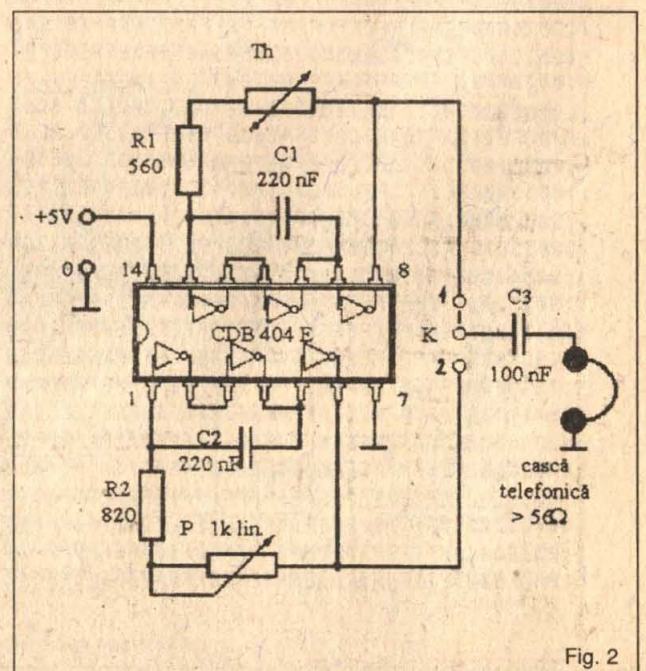 Th
R1
560
C1
220 nF
+5V
0
14
8
CDB 404 E
1
7
K
1
2
C3
100 nF
C2
220 nF
R2
820
P 1k lin.
cască
telefonică
> 56Ω
Fig. 2